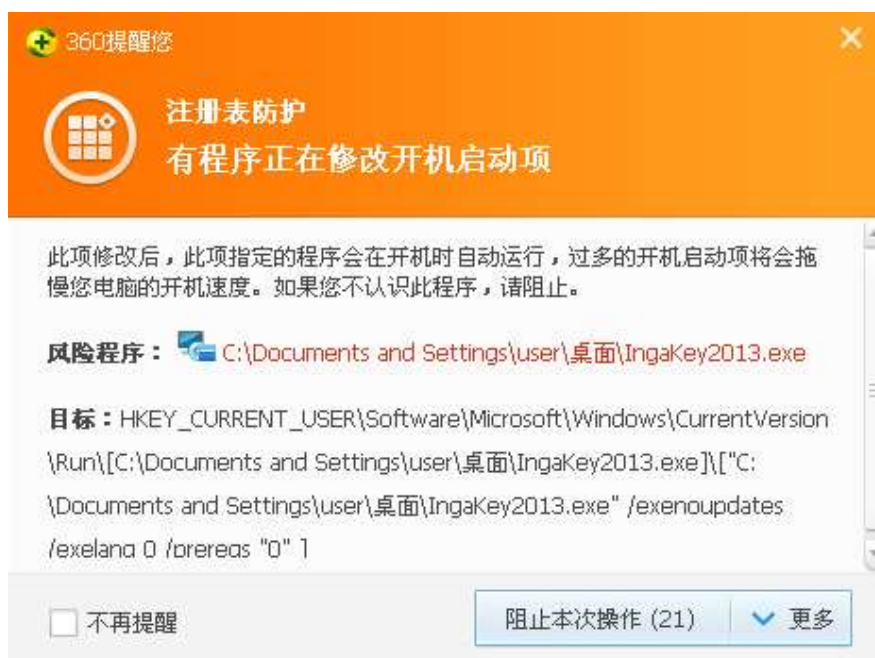 360提醒您
注册表防护
有程序正在修改开机启动项
此项修改后，此项指定的程序会在开机时自动运行，过多的开机启动项将会拖
慢您电脑的开机速度。如果您不认识此程序，请阻止。
风险程序： C:\Documents and Settings\user\桌面\IngaKey2013.exe
目标：HKEY_CURRENT_USER\Software\Microsoft\Windows\CurrentVersion
\Run\[C:\Documents and Settings\user\桌面\IngaKey2013.exe]\["C:
\Documents and Settings\user\桌面\IngaKey2013.exe" /exenoupdates
/exelang 0 /prereqs "0" ]
不再提醒
阻止本次操作 (21)
更多